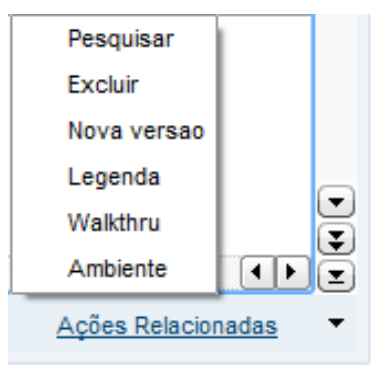 Pesquisar
Excluir
Nova versao
Legenda
Walkthru
Ambiente
Ações Relacionadas